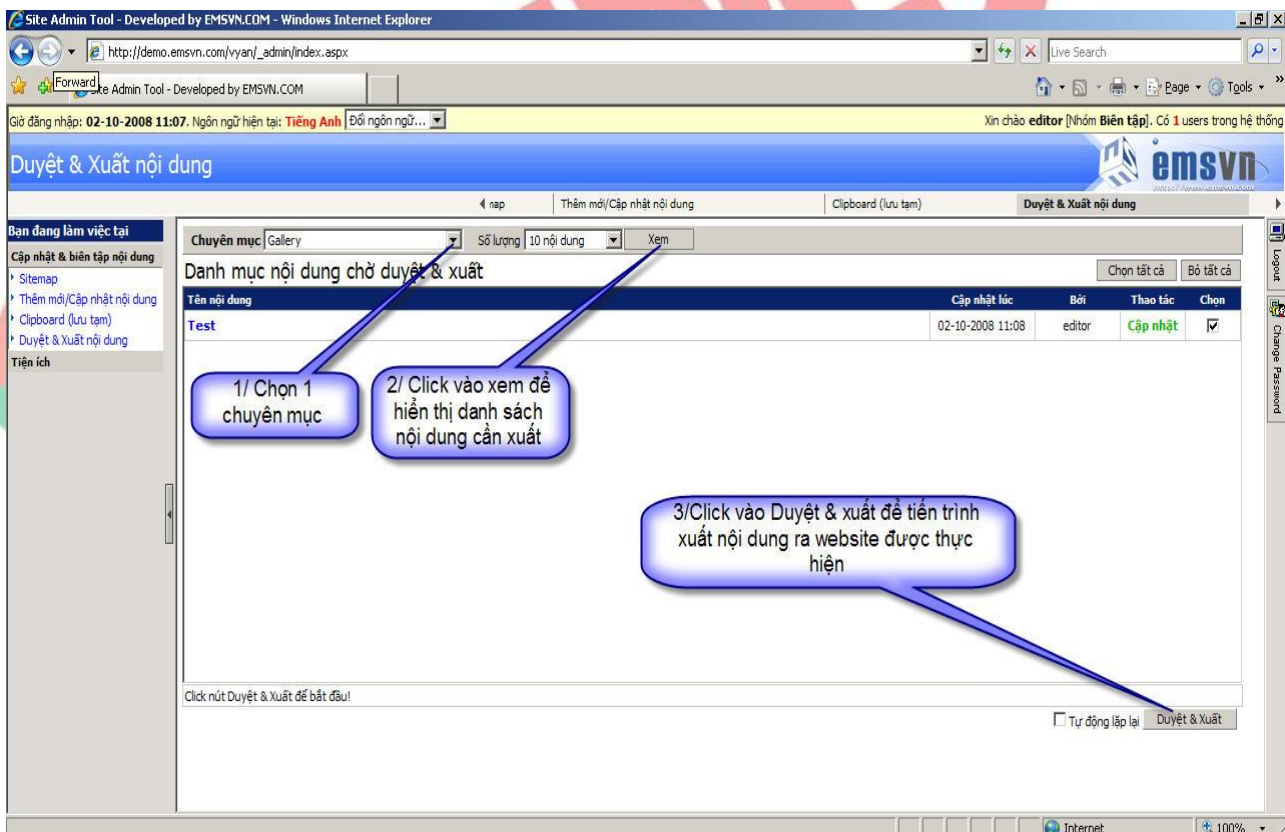 Site Admin Tool - Developed by EMSVN.COM - Windows Internet Explorer
http://demo.emsvn.com/vyan/_admin/index.aspx
Live Search
Forward
te Admin Tool - Developed by EMSVN.COM
Page
Tools
Giờ đăng nhập: 02-10-2008 11:07. Ngôn ngữ hiện tại: Tiếng Anh Đổi ngôn ngữ...
Xin chào editor [Nhóm Biên tập]. Có 1 users trong hệ thống
Duyệt & Xuất nội dung
emsvn
http://www.emsvn.com
nap
Thêm mới/Cập nhật nội dung
Clipboard (lưu tạm)
Duyệt & Xuất nội dung
Bạn đang làm việc tại
Cập nhật & biên tập nội dung
Sitemap
Thêm mới/Cập nhật nội dung
Clipboard (lưu tạm)
Duyệt & Xuất nội dung
Tiện ích
Chuyên mục Gallery Số lượng 10 nội dung Xem
Danh mục nội dung chờ duyệt & xuất
Chọn tất cả Bỏ tất cả
Tên nội dung Cập nhật lúc Bởi Thao tác Chọn
Test 02-10-2008 11:08 editor Cập nhật
1/ Chọn 1
chuyên mục
2/ Click vào xem để
hiển thị danh sách
nội dung cần xuất
3/Click vào Duyệt & xuất để tiến trình
xuất nội dung ra website được thực
hiện
Click nút Duyệt & Xuất để bắt đầu!
Tự động lặp lại Duyệt & Xuất
Logout
Change Password
Internet
100%